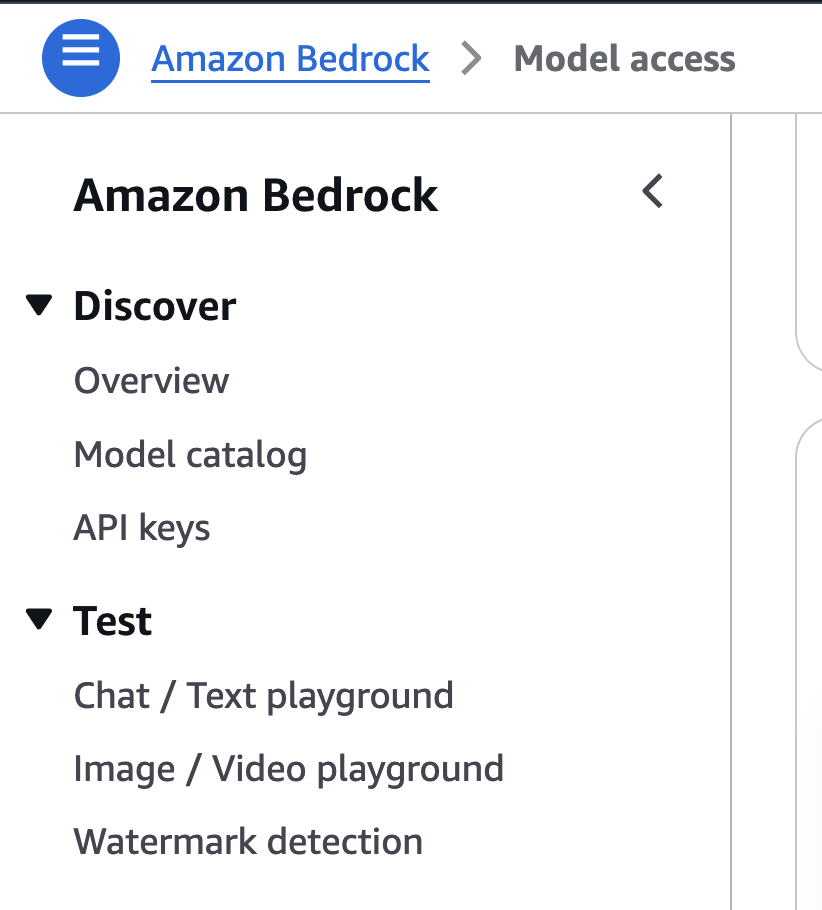 Amazon Bedrock > Model access
Amazon Bedrock
Discover
Overview
Model catalog
API keys
Test
Chat / Text playground
Image / Video playground
Watermark detection